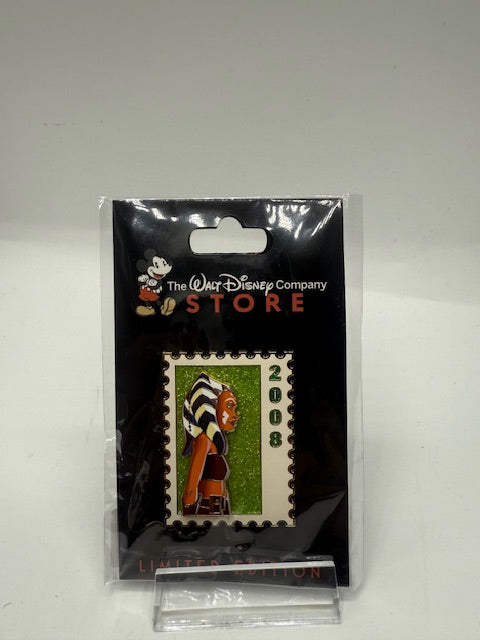 The WALT DISNEY Company
STORE
2008
LIMITED EDITION